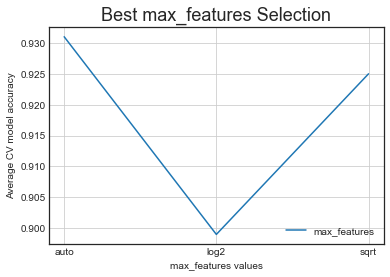 Best max_features Selection
Average CV model accuracy
0.930
0.925
0.920
0.915
0.910
0.905
0.900
auto log2 sqrt
max_features values
max_features